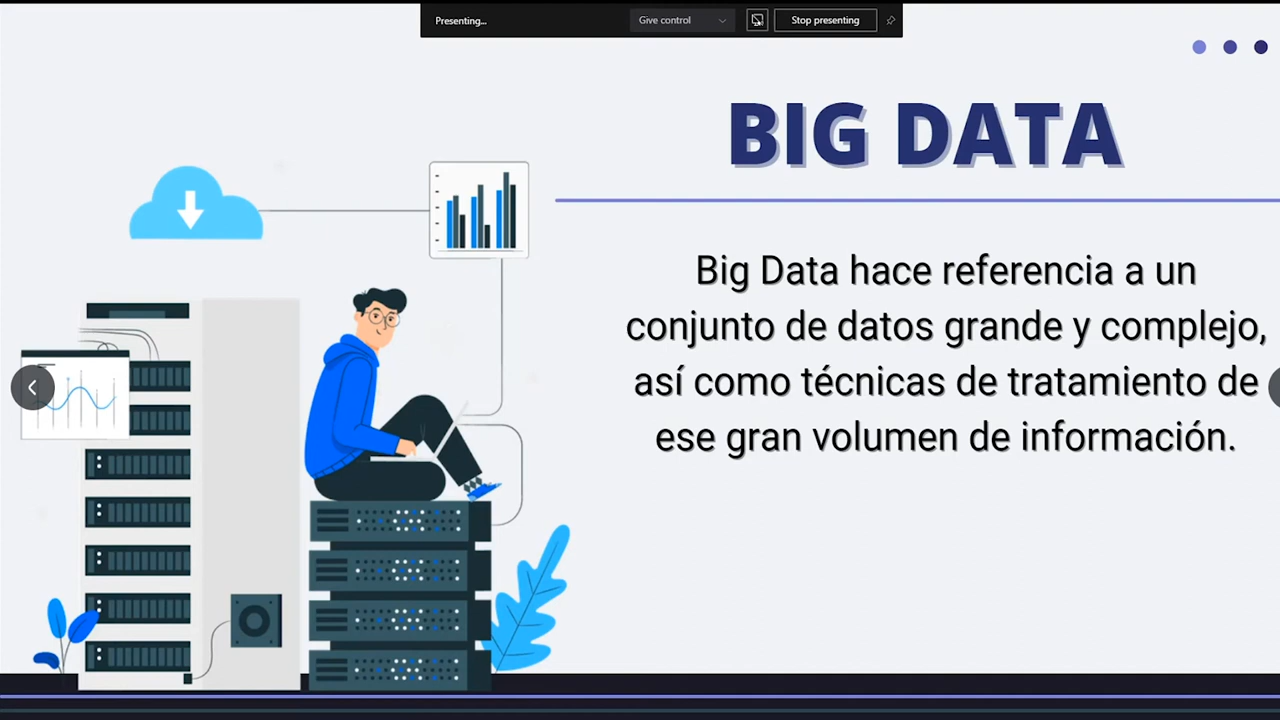 Presenting...
Give control
Stop presenting
BIG DATA
Big Data hace referencia a un
conjunto de datos grande y complejo,
así como técnicas de tratamiento de
ese gran volumen de información.